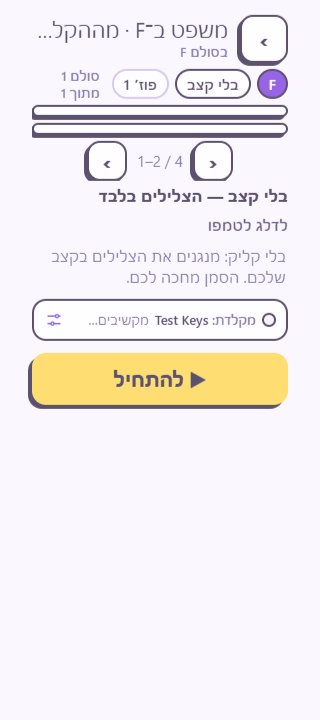 משפט ב־F · מההקל...
בסולם F
F
בלי קצב
פוז׳ 1
סולם 1 מתוך 1
1–2 / 4
בלי קצב — הצלילים בלבד
לדלג לטמפו
בלי קליק: מנגנים את הצלילים בקצב
שלכם. הסמן מחכה לכם.
מקלדת: Test Keys מקשיבים...
להתחיל